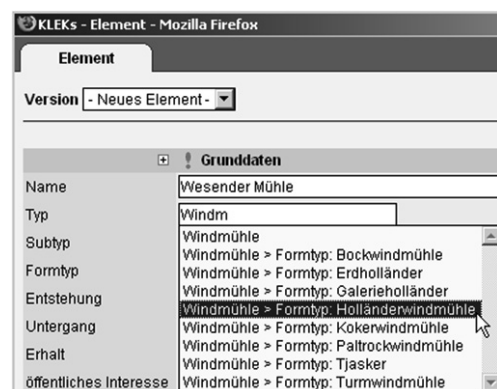 KLEKs - Element - Mozilla Firefox
Element
Version - Neues Element -
Grunddaten
Name Wesender Mühle
Typ Windm
Subtyp
Formtyp
Entstehung
Untergang
Erhalt
öffentliches Interesse
Windmühle
Windmühle > Formtyp: Bockwindmühle
Windmühle > Formtyp: Erdholländer
Windmühle > Formtyp: Galerieholländer
Windmühle > Formtyp: Holländerwindmühle
Windmühle > Formtyp: Kokerwindmühle
Windmühle > Formtyp: Paltrockwindmühle
Windmühle > Formtyp: Tjasker
Windmühle > Formtyp: Turmwindmühle